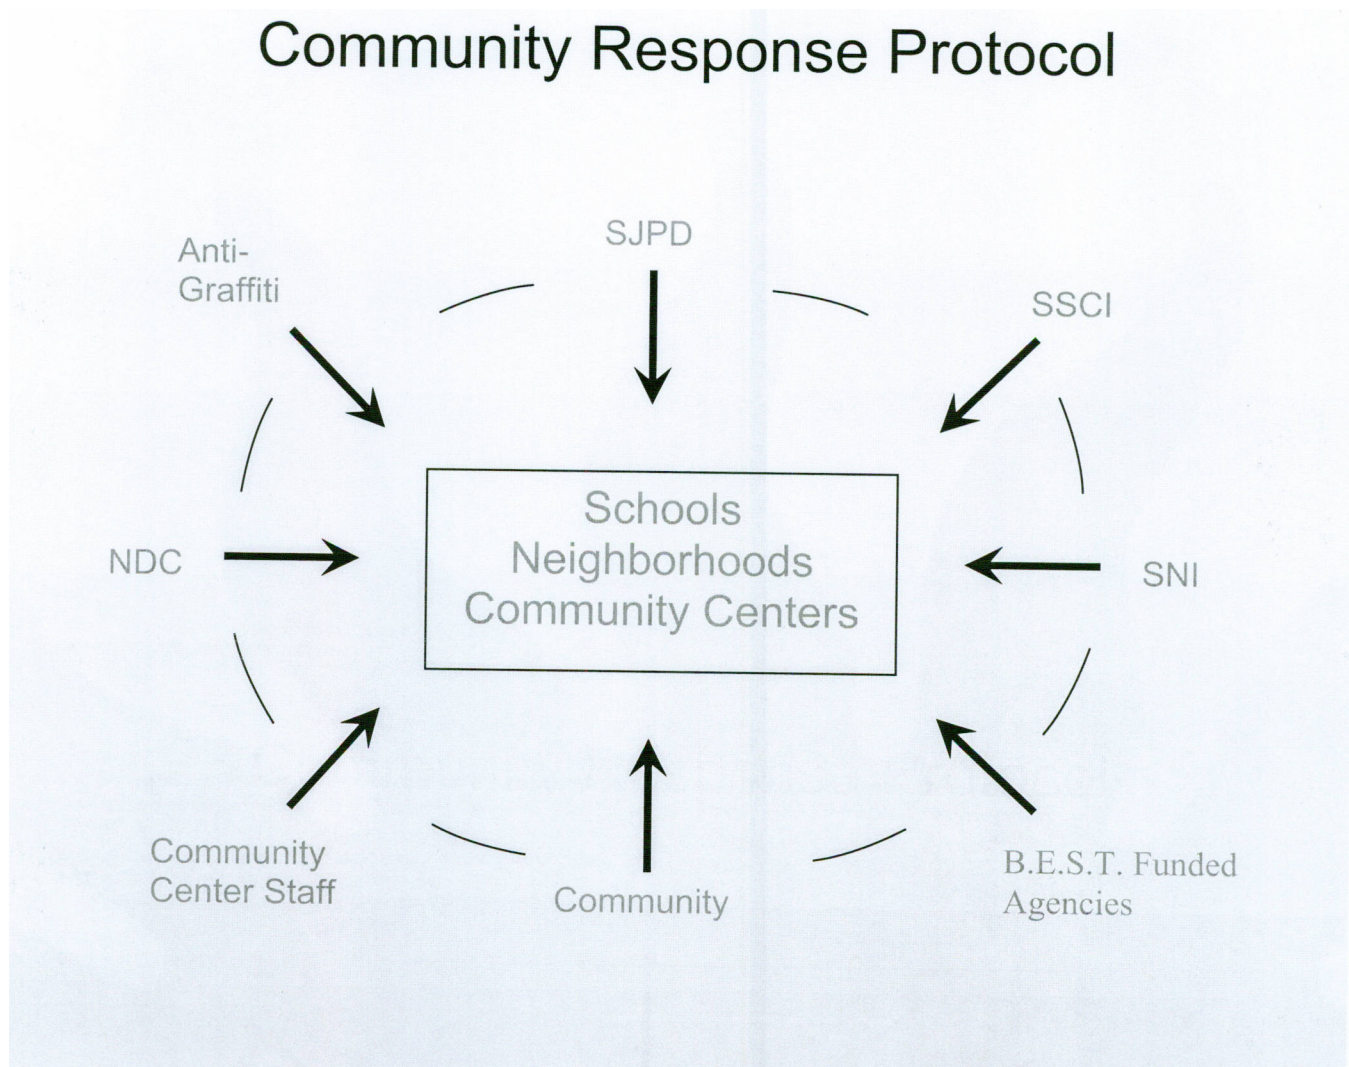 Community Response Protocol
SJPD
Anti-
Graffiti
SSCI
Schools
Neighborhoods
Community Centers
NDC
SNI
Community
Center Staff
Community
B.E.S.T. Funded
Agencies